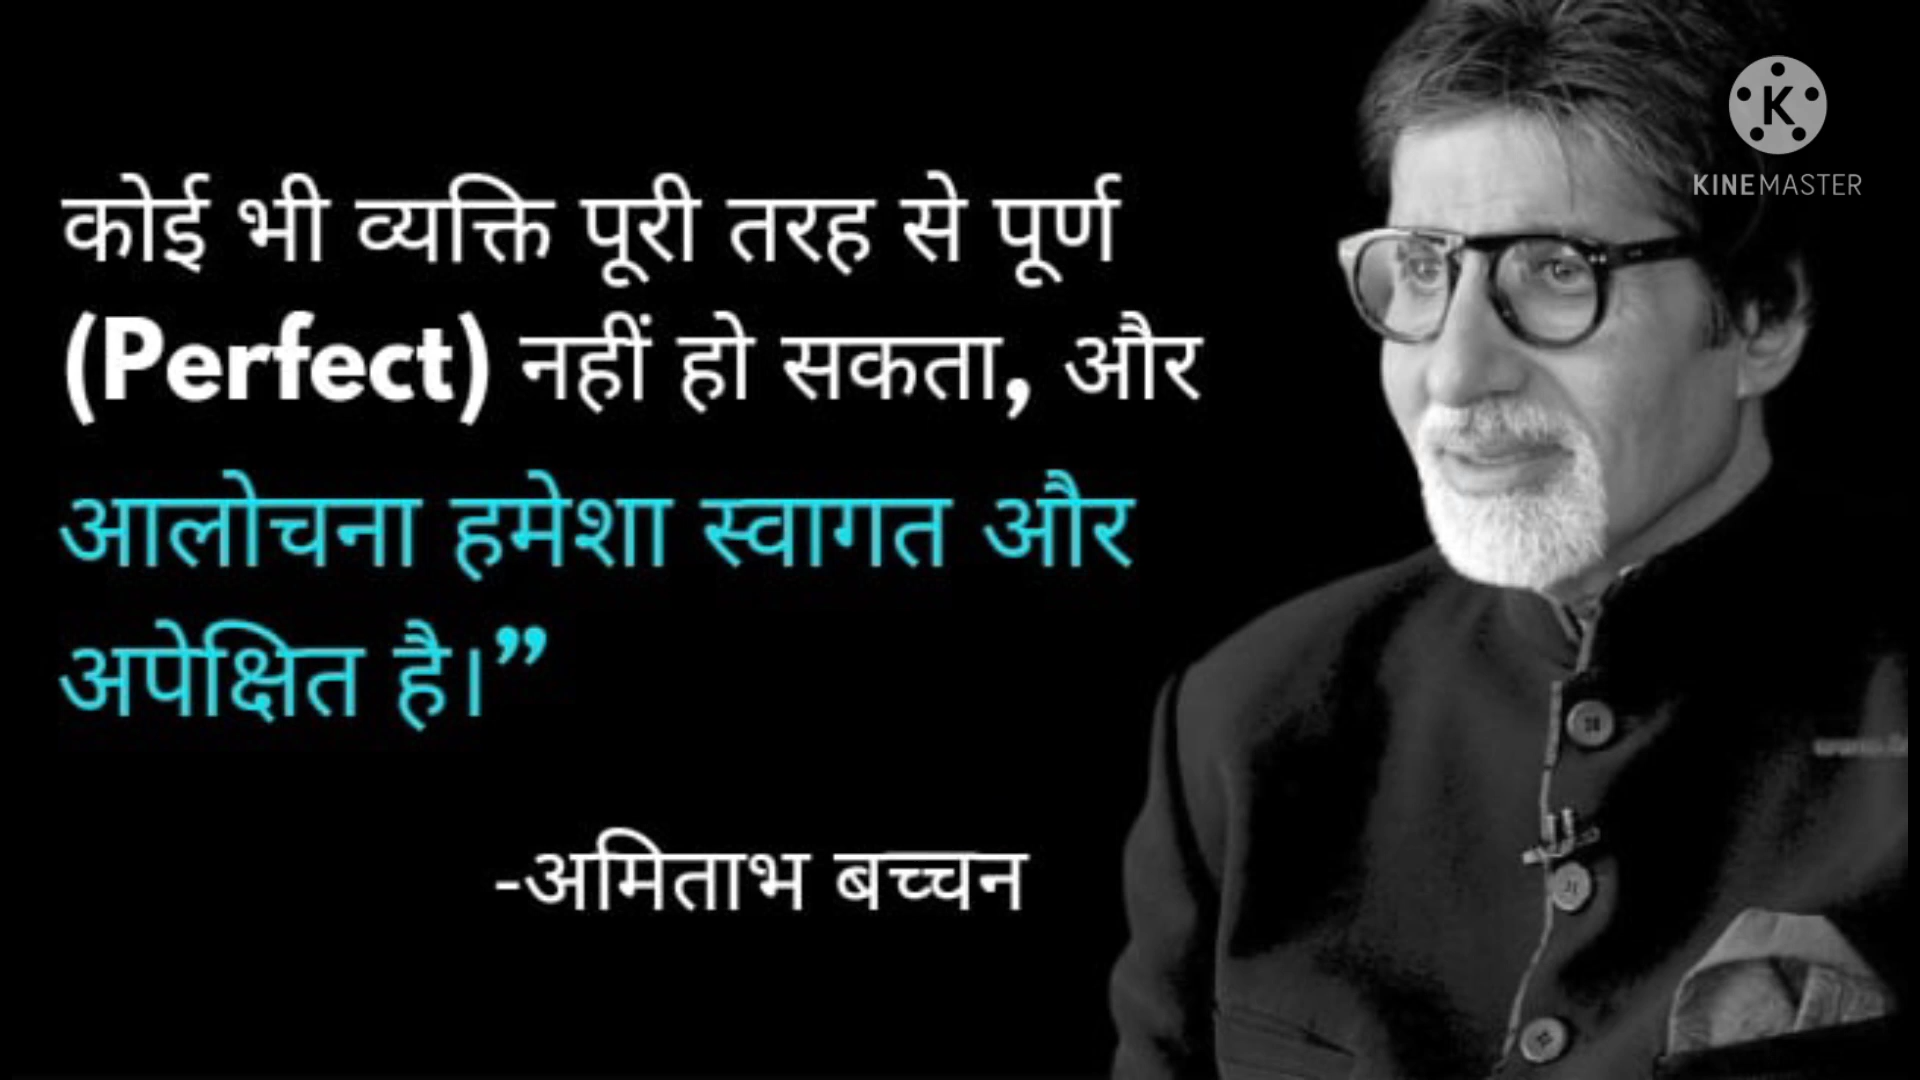 कोई भी व्यक्ति पूरी तरह से पूर्ण
(Perfect) नहीं हो सकता, और
आलोचना हमेशा स्वागत और
अपेक्षित है।”
-अमिताभ बच्चन
K
KINEMASTER